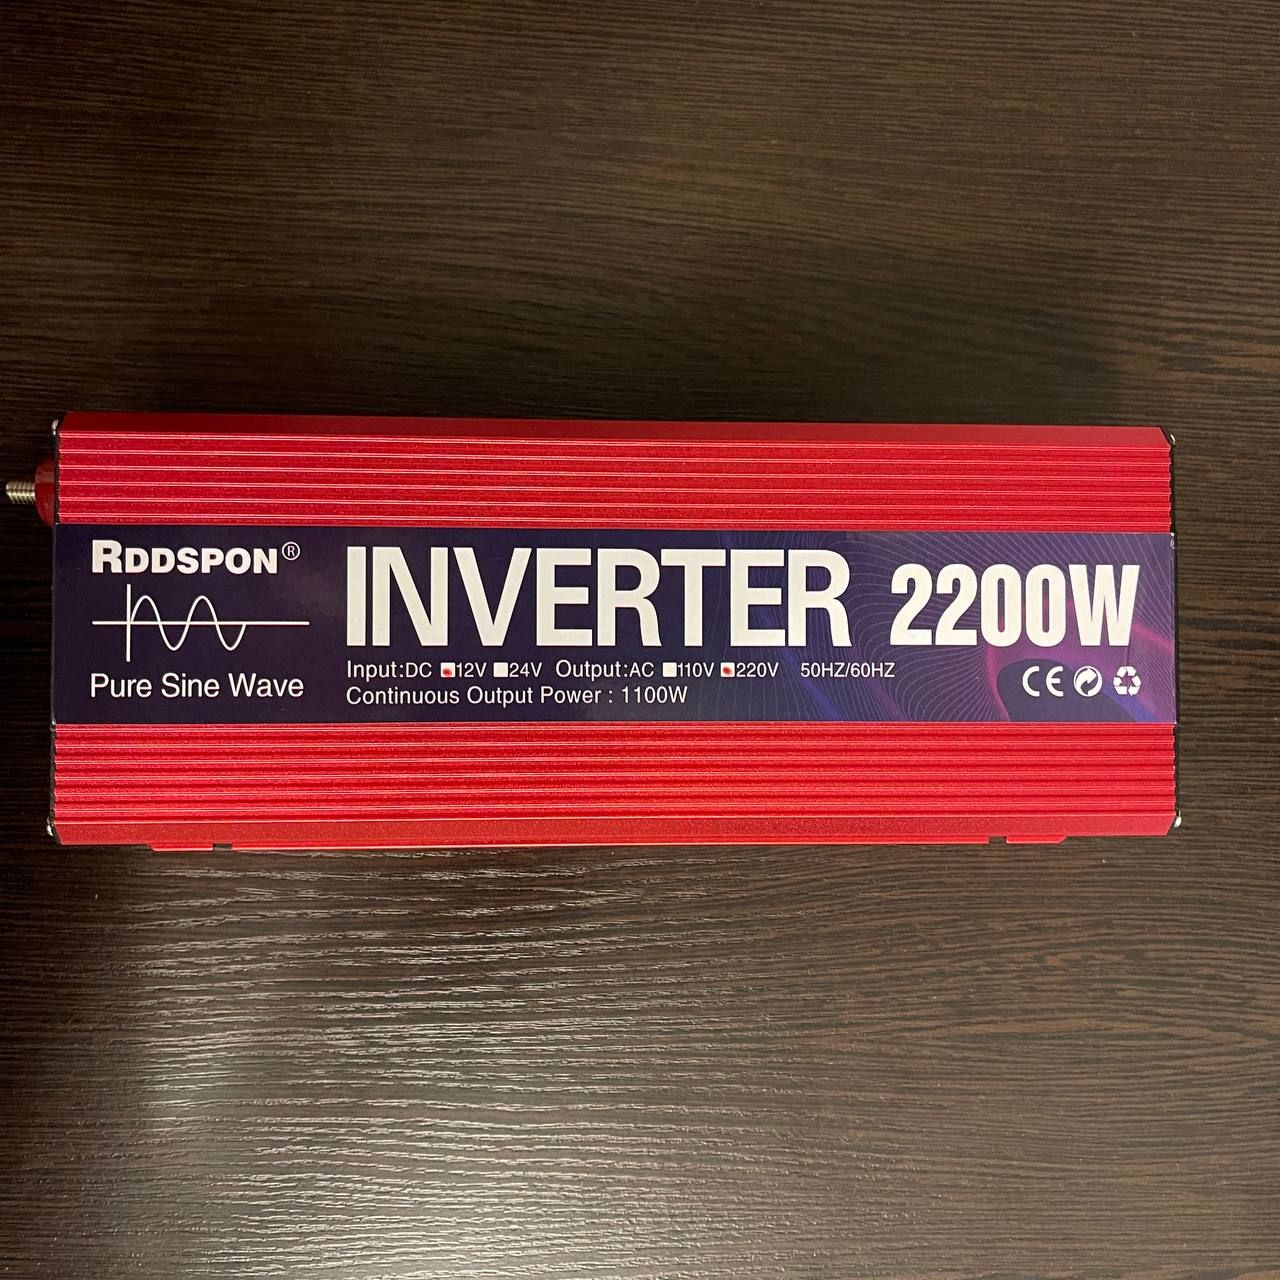 RDDSPON®
Pure Sine Wave
INVERTER 2200W
Input:DC 12V 24V Output:AC 110V 220V 50HZ/60HZ
Continuous Output Power : 1100W
CE